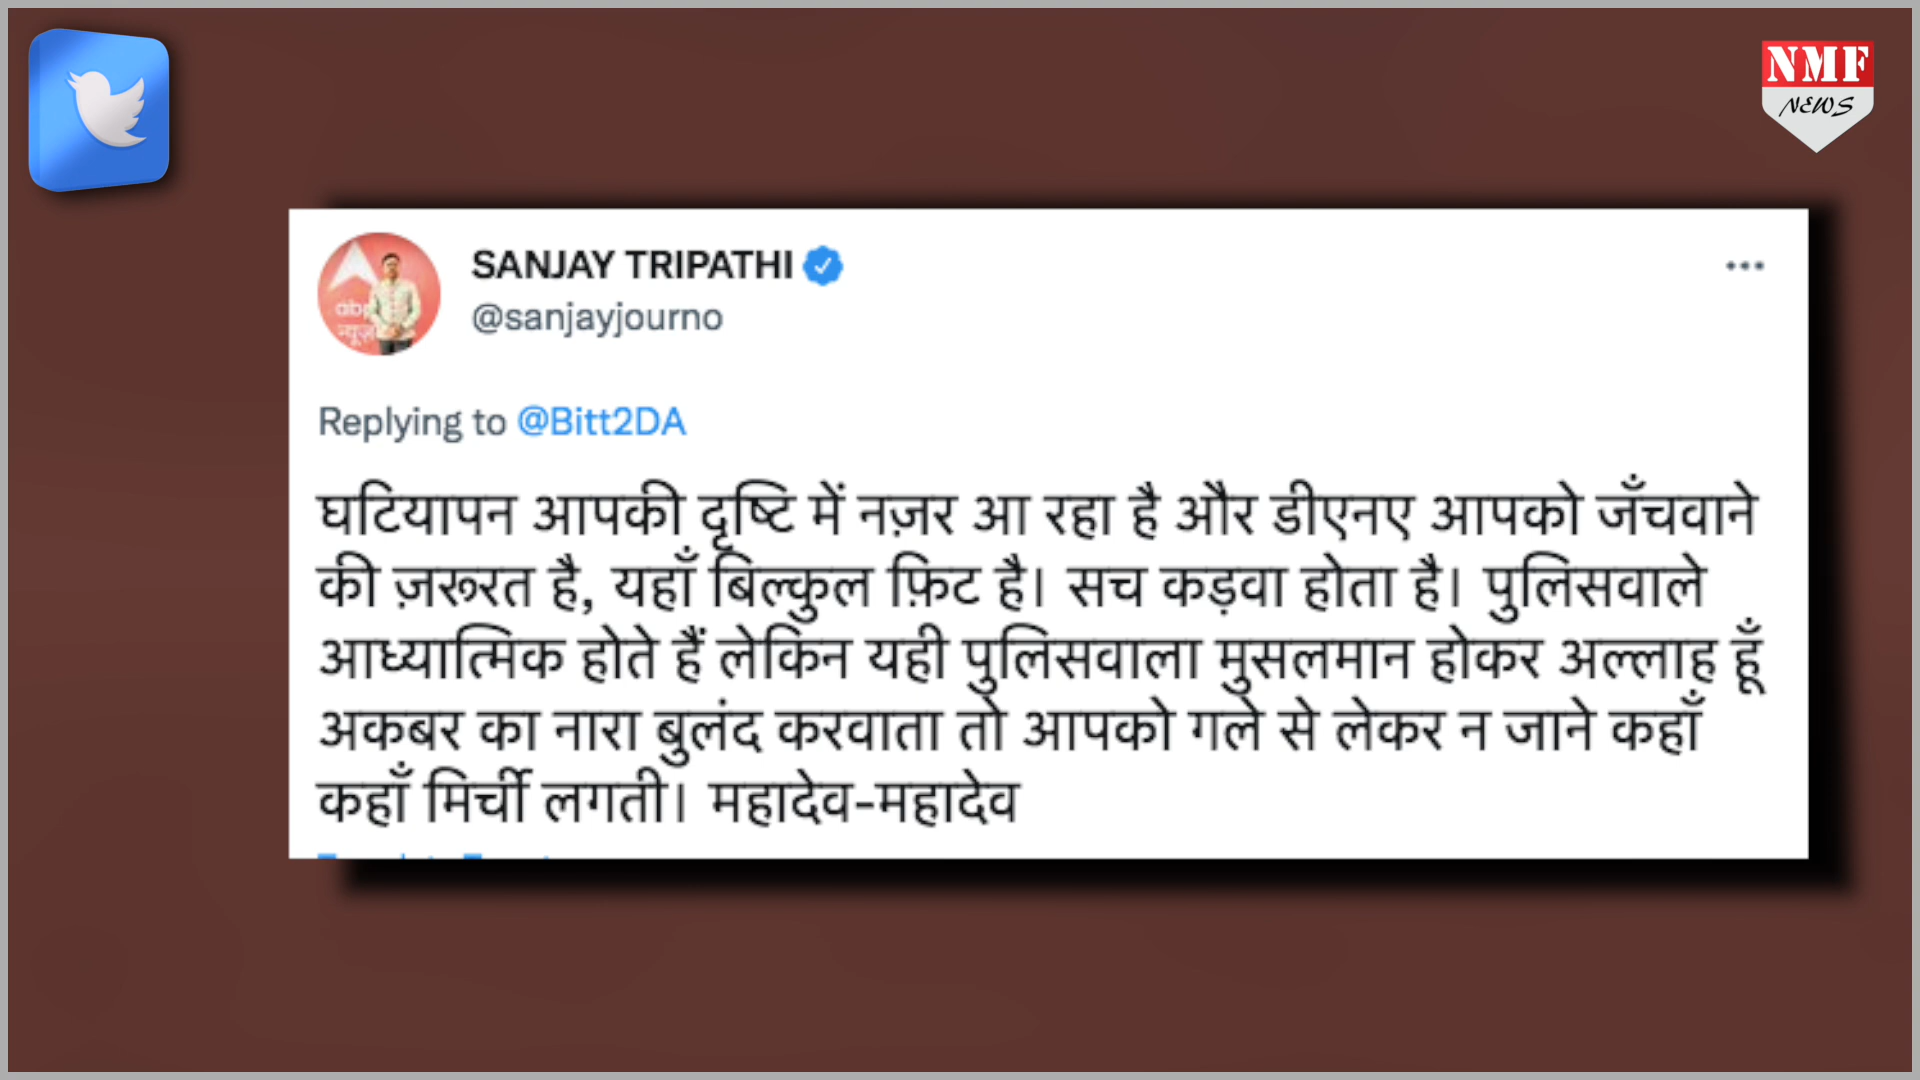 NMF
NEWS
SANJAY TRIPATHI
@sanjayjourno
abp
न्यूज़
Replying to @Bitt2DA
घटियापन आपकी दृष्टि में नज़र आ रहा है और डीएनए आपको जँचवाने
की ज़रूरत है, यहाँ बिल्कुल फ़िट है। सच कड़वा होता है। पुलिसवाले
आध्यात्मिक होते हैं लेकिन यही पुलिसवाला मुसलमान होकर अल्लाह हूँ
अकबर का नारा बुलंद करवाता तो आपको गले से लेकर न जाने कहाँ
कहाँ मिर्ची लगती। महादेव-महादेव